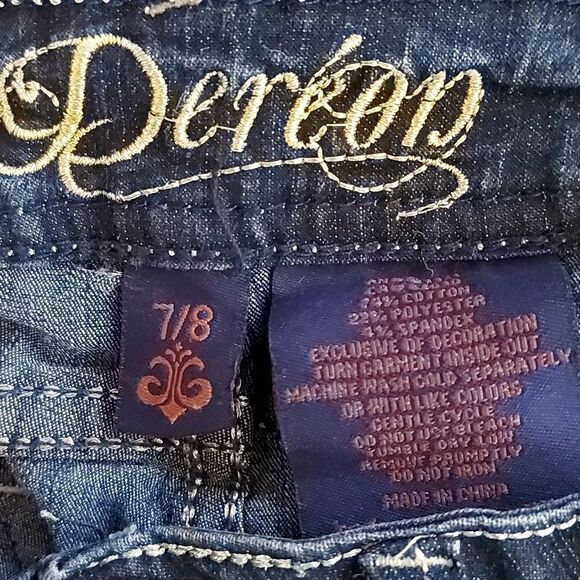 Deréon
7/8
74% COTTON
22% POLYESTER
4% SPANDEX
EXCLUSIVE OF DECORATION
TURN GARMENT INSIDE OUT
MACHINE WASH COLD SEPARATELY
OR WITH LIKE COLORS
GENTLE CYCLE
DO NOT USE BLEACH
TUMBLE DRY LOW
REMOVE PROMPTLY
DO NOT IRON
MADE IN CHINA